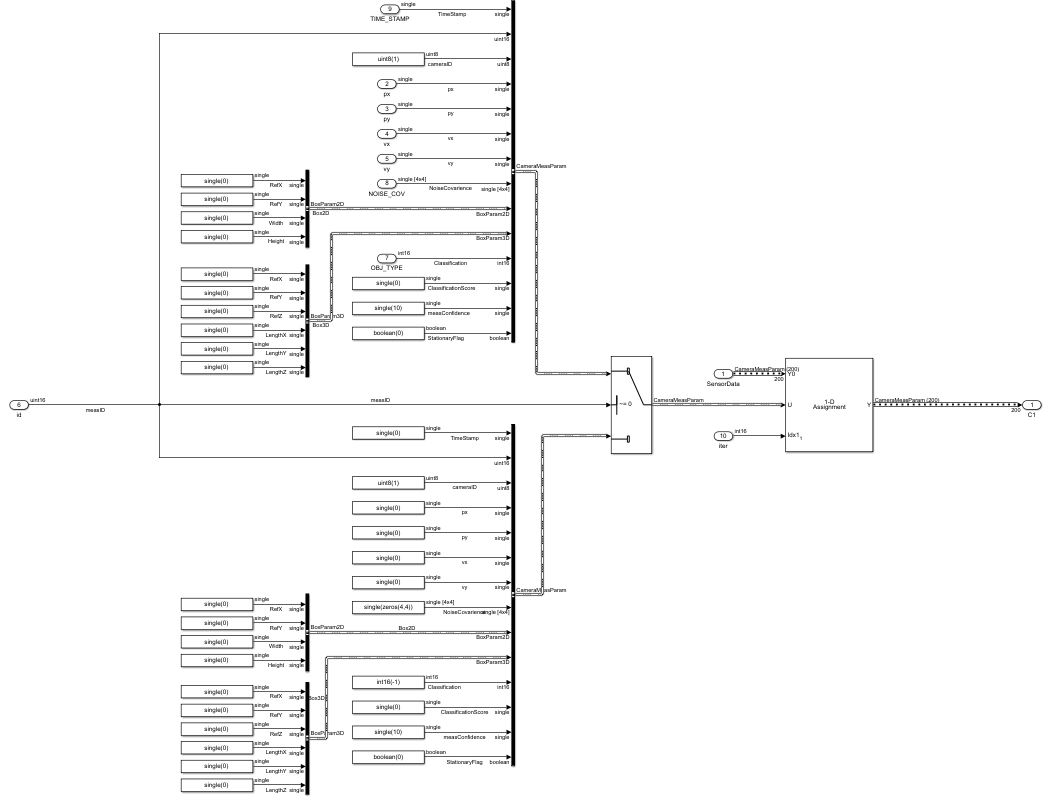 9
single
TIME_STAMP
TimeStamp
single
uint16
uint8(1)
uint8
cameraID
uint8
2
single
px
px
single
3
single
py
py
single
4
single
vx
vx
single
5
single
vy
vy
single
CameraMeasParam
8
single [4x4]
NOISE_COV
NoiseCovariance
single [4x4]
single(0)
single
RefX
single
single(0)
single
RefY
single
single(0)
single
Width
single
single(0)
single
Height
single
BoxParam2D
Box2D
BoxParam2D
BoxParam3D
7
int16
OBJ_TYPE
Classification
int16
single(0)
single
ClassificationScore
single
single(10)
single
measConfidence
single
boolean(0)
boolean
StationaryFlag
boolean
single(0)
single
RefX
single
single(0)
single
RefY
single
single(0)
single
RefZ
single
single(0)
single
LengthX
single
single(0)
single
LengthY
single
single(0)
single
LengthZ
single
BoxParam3D
Box3D
6
uint16
id
measID
measID
~= 0
CameraMeasParam
1
SensorData
CameraMeasParam (200)
200
Y0
U
Idx1
1
1-D
Assignment
Y
CameraMeasParam (200)
200
1
C1
10
int16
iter
single(0)
single
TimeStamp
single
uint16
uint8(1)
uint8
cameraID
uint8
single(0)
single
px
single
single(0)
single
py
single
single(0)
single
vx
single
single(0)
single
vy
single
CameraMeasParam
single(zeros(4,4))
single [4x4]
NoiseCovariance
single [4x4]
single(0)
single
RefX
single
single(0)
single
RefY
single
single(0)
single
Width
single
single(0)
single
Height
single
BoxParam2D
Box2D
BoxParam2D
BoxParam3D
int16(-1)
int16
Classification
int16
single(0)
single
ClassificationScore
single
single(10)
single
measConfidence
single
boolean(0)
boolean
StationaryFlag
boolean
single(0)
single
RefX
single
single(0)
single
RefY
single
single(0)
single
RefZ
single
single(0)
single
LengthX
single
single(0)
single
LengthY
single
single(0)
single
LengthZ
single
Box3D
BoxParam3D